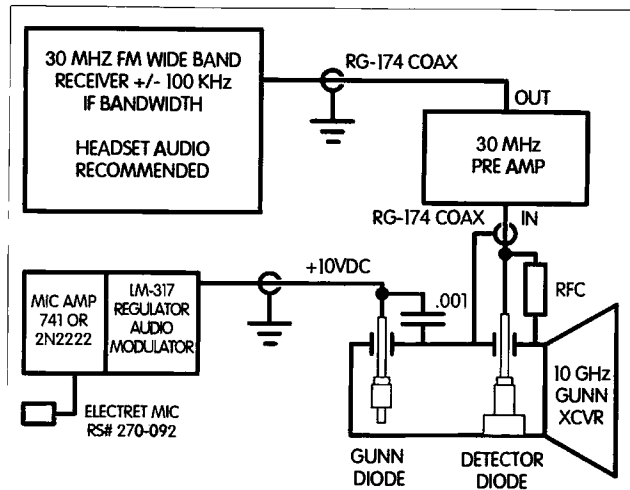 30 MHZ FM WIDE BAND
RECEIVER +/- 100 KHz
IF BANDWIDTH
HEADSET AUDIO
RECOMMENDED
RG-174 COAX
OUT
30 MHz
PRE AMP
RG-174 COAX
IN
+10VDC
MIC AMP
741 OR
2N2222
LM-317
REGULATOR
AUDIO
MODULATOR
.001
RFC
10 GHz
GUNN
XCVR
ELECTRET MIC
RS# 270-092
GUNN
DIODE
DETECTOR
DIODE